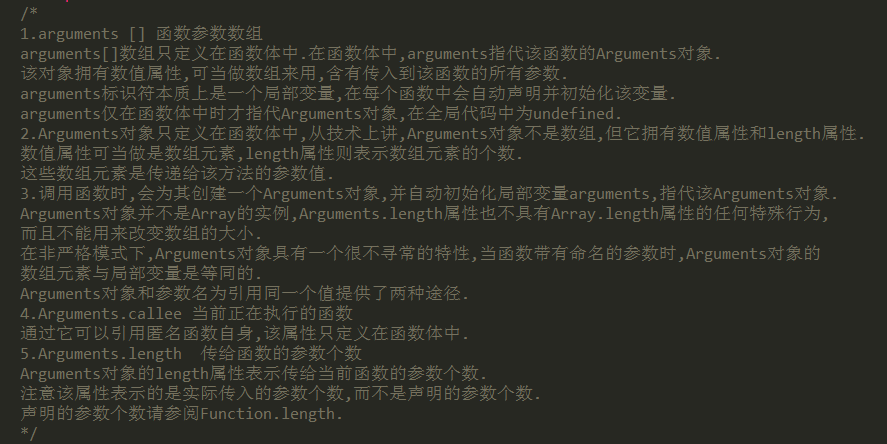 /*
1.arguments [] 函数参数数组
arguments[]数组只定义在函数体中.在函数体中,arguments指代该函数的Arguments对象.
该对象拥有数值属性,可当做数组来用,含有传入到该函数的所有参数.
arguments标识符本质上是一个局部变量,在每个函数中会自动声明并初始化该变量.
arguments仅在函数体中时才指代Arguments对象,在全局代码中为undefined.
2.Arguments对象只定义在函数体中,从技术上讲,Arguments对象不是数组,但它拥有数值属性和length属性.
数值属性可当做是数组元素,length属性则表示数组元素的个数.
这些数组元素是传递给该方法的参数值.
3.调用函数时,会为其创建一个Arguments对象,并自动初始化局部变量arguments,指代该Arguments对象.
Arguments对象并不是Array的实例,Arguments.length属性也不具有Array.length属性的任何特殊行为,
而且不能用来改变数组的大小.
在非严格模式下,Arguments对象具有一个很不寻常的特性,当函数带有命名的参数时,Arguments对象的
数组元素与局部变量是等同的.
Arguments对象和参数名为引用同一个值提供了两种途径.
4.Arguments.callee 当前正在执行的函数
通过它可以引用匿名函数自身,该属性只定义在函数体中.
5.Arguments.length  传给函数的参数个数
Arguments对象的length属性表示传给当前函数的参数个数.
注意该属性表示的是实际传入的参数个数,而不是声明的参数个数.
声明的参数个数请参阅Function.length.
*/